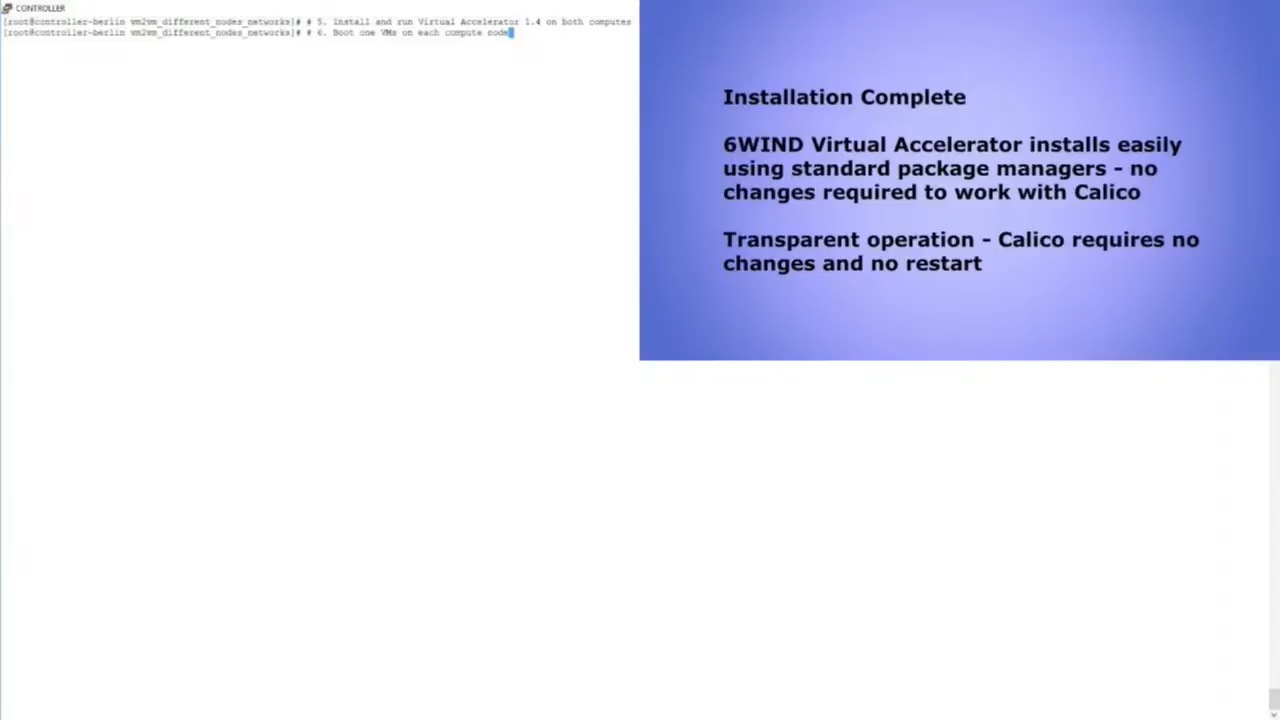 CONTROLLER
[root@controller-berlin vm2vm_different_nodes_networks]# # 5. Install and run Virtual Accelerator 1.4 on both computes
[root@controller-berlin vm2vm_different_nodes_networks]# # 6. Boot one VMs on each compute node
Installation Complete
6WIND Virtual Accelerator installs easily
using standard package managers - no
changes required to work with Calico
Transparent operation - Calico requires no
changes and no restart